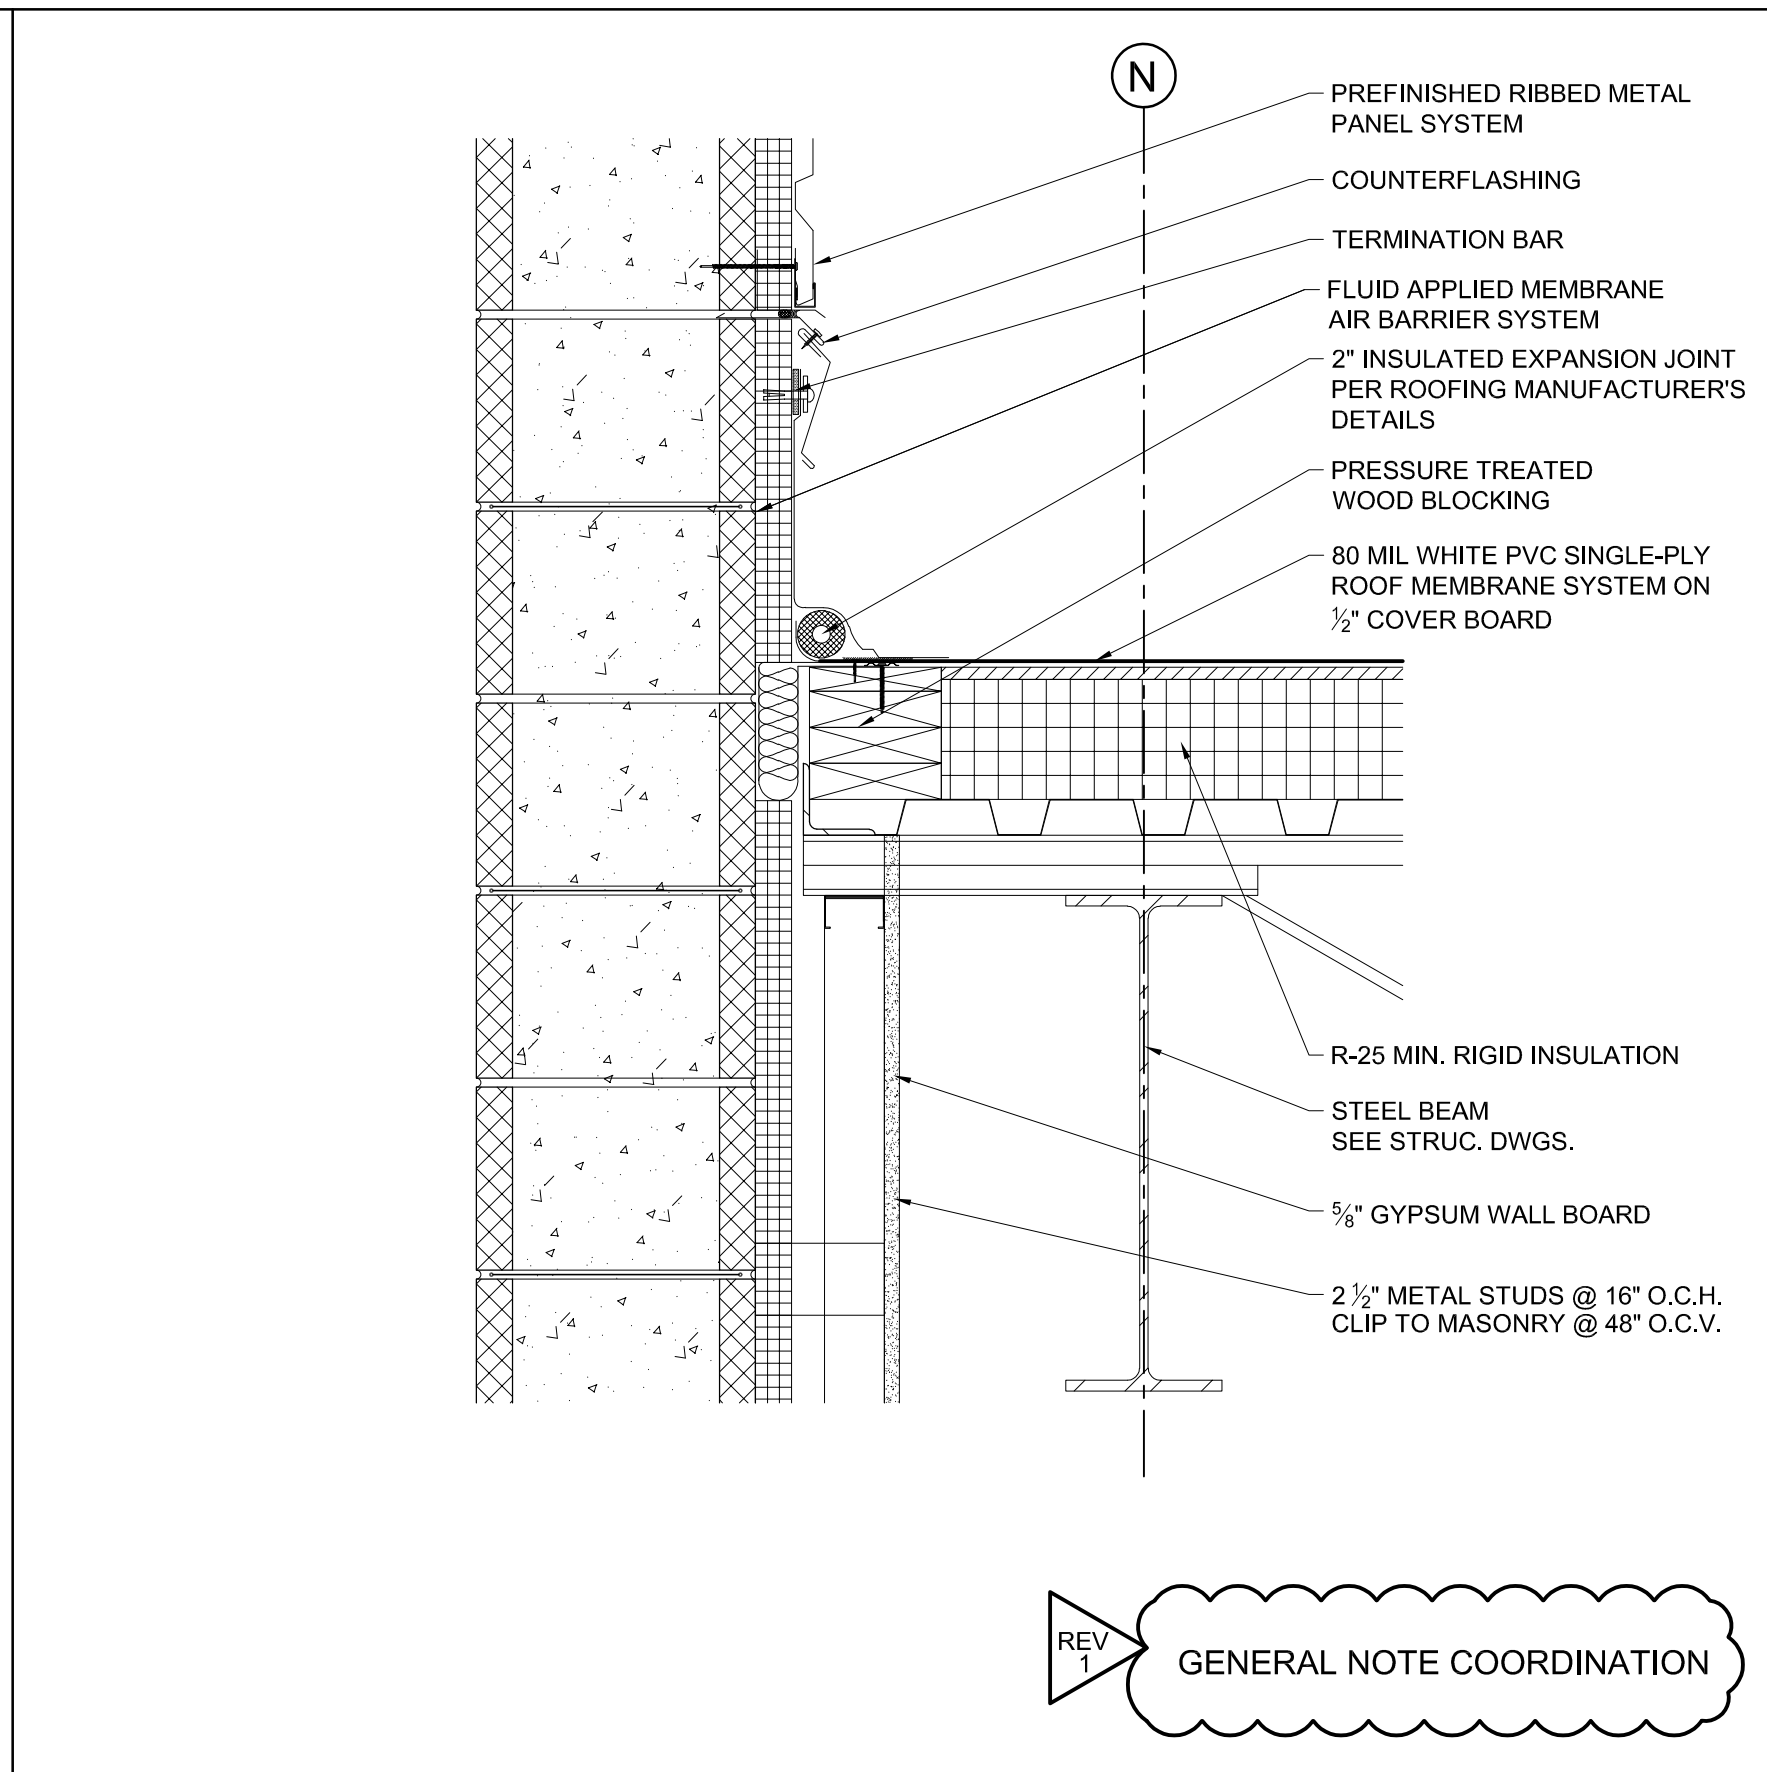 N
PREFINISHED RIBBED METAL
PANEL SYSTEM
COUNTERFLASHING
TERMINATION BAR
FLUID APPLIED MEMBRANE
AIR BARRIER SYSTEM
2" INSULATED EXPANSION JOINT
PER ROOFING MANUFACTURER'S
DETAILS
PRESSURE TREATED
WOOD BLOCKING
80 MIL WHITE PVC SINGLE-PLY
ROOF MEMBRANE SYSTEM ON
½" COVER BOARD
R-25 MIN. RIGID INSULATION
STEEL BEAM
SEE STRUC. DWGS.
⅝" GYPSUM WALL BOARD
2 ½" METAL STUDS @ 16" O.C.H.
CLIP TO MASONRY @ 48" O.C.V.
REV
1
GENERAL NOTE COORDINATION